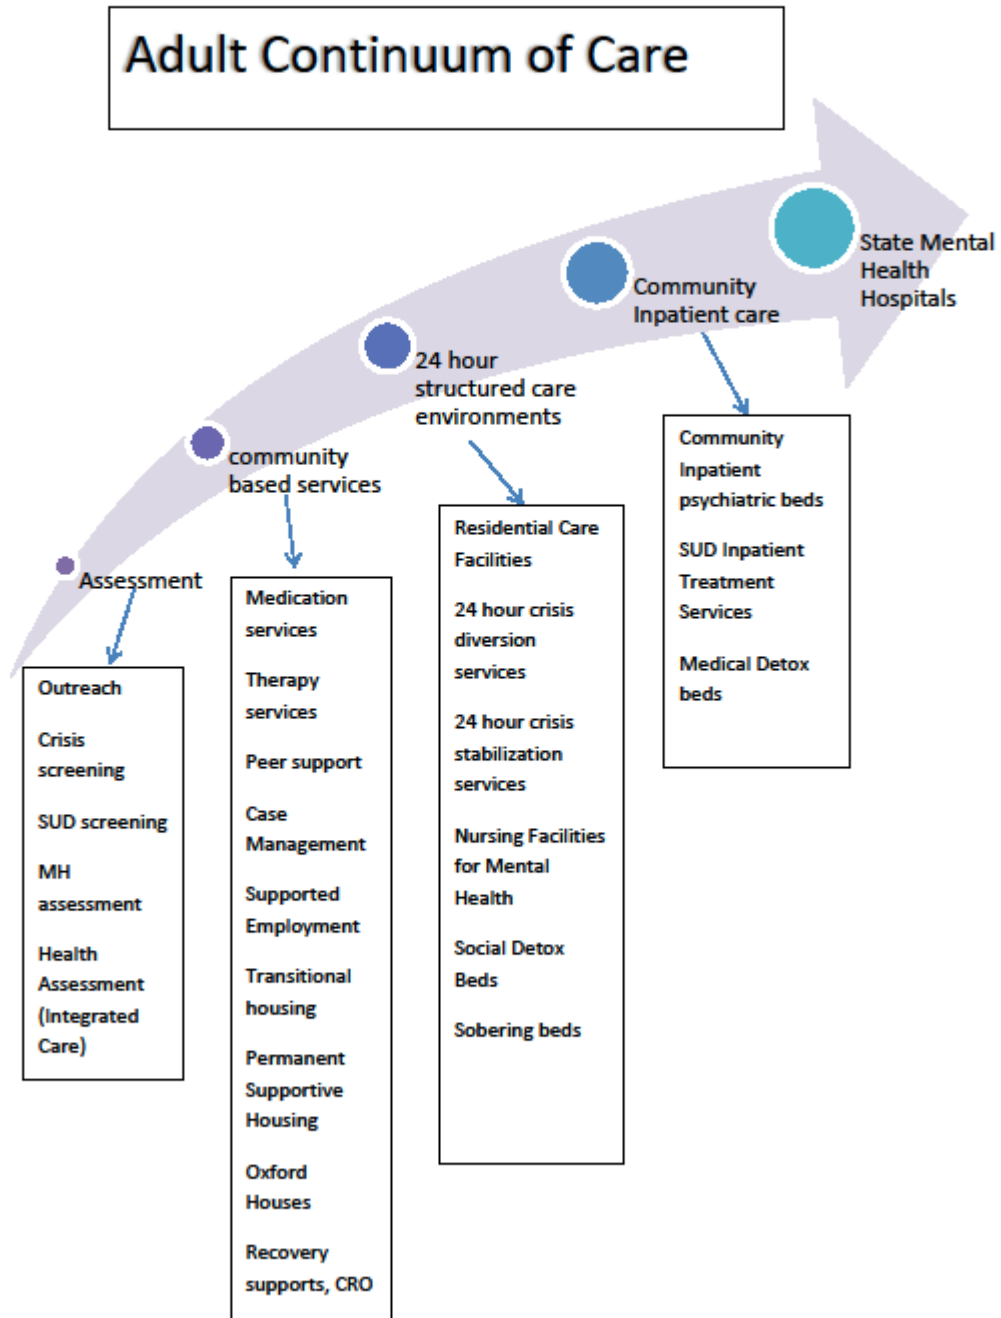 Adult Continuum of Care
State Mental
Health
Hospitals
Community
Inpatient care
24 hour
structured care
environments
community
based services
Assessment
Outreach
Crisis
screening
SUD screening
MH
assessment
Health
Assessment
(Integrated
Care)
Medication
services
Therapy
services
Peer support
Case
Management
Supported
Employment
Transitional
housing
Permanent
Supportive
Housing
Oxford
Houses
Recovery
supports, CRO
Residential Care
Facilities
24 hour crisis
diversion
services
24 hour crisis
stabilization
services
Nursing Facilities
for Mental
Health
Social Detox
Beds
Sobering beds
Community
Inpatient
psychiatric beds
SUD Inpatient
Treatment
Services
Medical Detox
beds